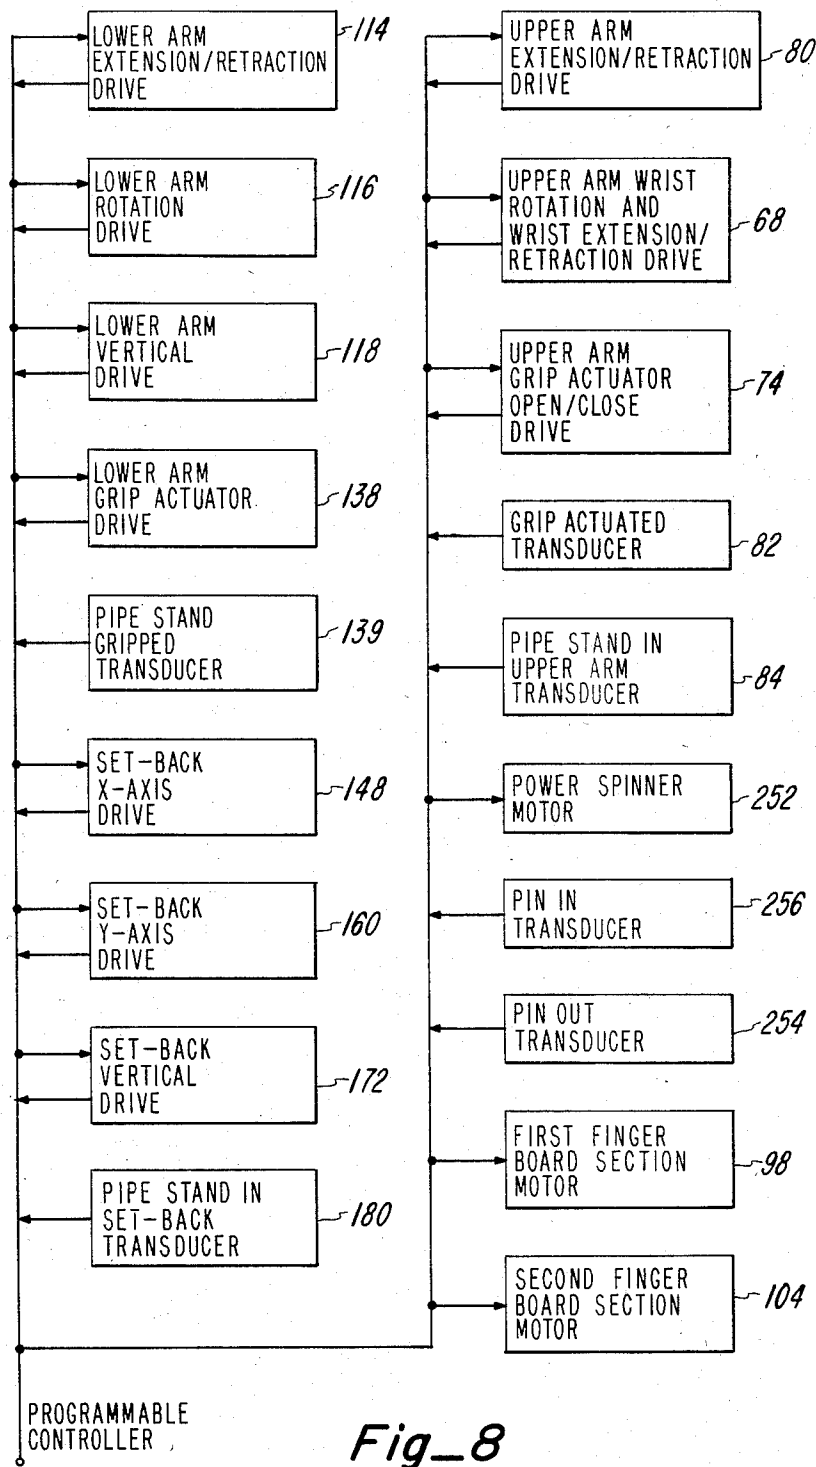 LOWER ARM
EXTENSION/RETRACTION
DRIVE
114
LOWER ARM
ROTATION
DRIVE
116
LOWER ARM
VERTICAL
DRIVE
118
LOWER ARM
GRIP ACTUATOR
DRIVE
138
PIPE STAND
GRIPPED
TRANSDUCER
139
SET-BACK
X-AXIS
DRIVE
148
SET-BACK
Y-AXIS
DRIVE
160
SET-BACK
VERTICAL
DRIVE
172
PIPE STAND IN
SET-BACK
TRANSDUCER
180
UPPER ARM
EXTENSION/RETRACTION
DRIVE
80
UPPER ARM WRIST
ROTATION AND
WRIST EXTENSION/
RETRACTION DRIVE
68
UPPER ARM
GRIP ACTUATOR
OPEN/CLOSE
DRIVE
74
GRIP ACTUATED
TRANSDUCER
82
PIPE STAND IN
UPPER ARM
TRANSDUCER
84
POWER SPINNER
MOTOR
252
PIN IN
TRANSDUCER
256
PIN OUT
TRANSDUCER
254
FIRST FINGER
BOARD SECTION
MOTOR
98
SECOND FINGER
BOARD SECTION
MOTOR
104
PROGRAMMABLE
CONTROLLER
Fig_8